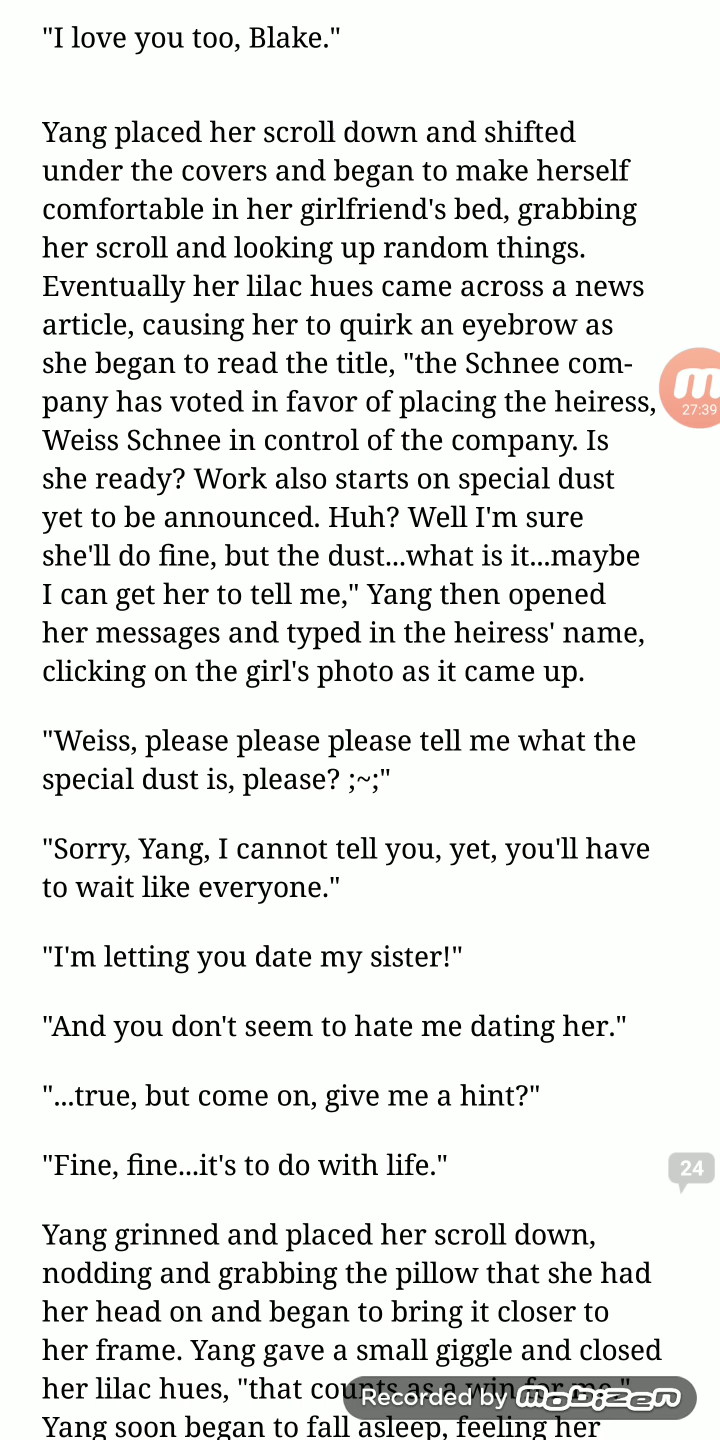 "I love you too, Blake."
Yang placed her scroll down and shifted
under the covers and began to make herself
comfortable in her girlfriend's bed, grabbing
her scroll and looking up random things.
Eventually her lilac hues came across a news
article, causing her to quirk an eyebrow as
she began to read the title, "the Schnee com-
pany has voted in favor of placing the heiress,
Weiss Schnee in control of the company. Is
she ready? Work also starts on special dust
yet to be announced. Huh? Well I'm sure
she'll do fine, but the dust...what is it...maybe
I can get her to tell me," Yang then opened
her messages and typed in the heiress' name,
clicking on the girl's photo as it came up.
27:39
"Weiss, please please please tell me what the
special dust is, please? ;~;"
"Sorry, Yang, I cannot tell you, yet, you'll have
to wait like everyone."
"I'm letting you date my sister!"
"And you don't seem to hate me dating her."
"...true, but come on, give me a hint?"
"Fine, fine...it's to do with life."
24
Yang grinned and placed her scroll down,
nodding and grabbing the pillow that she had
her head on and began to bring it closer to
her frame. Yang gave a small giggle and closed
her lilac hues, "that counts as a win for me."
Recorded by mobizen
Yang soon began to fall asleep, feeling her